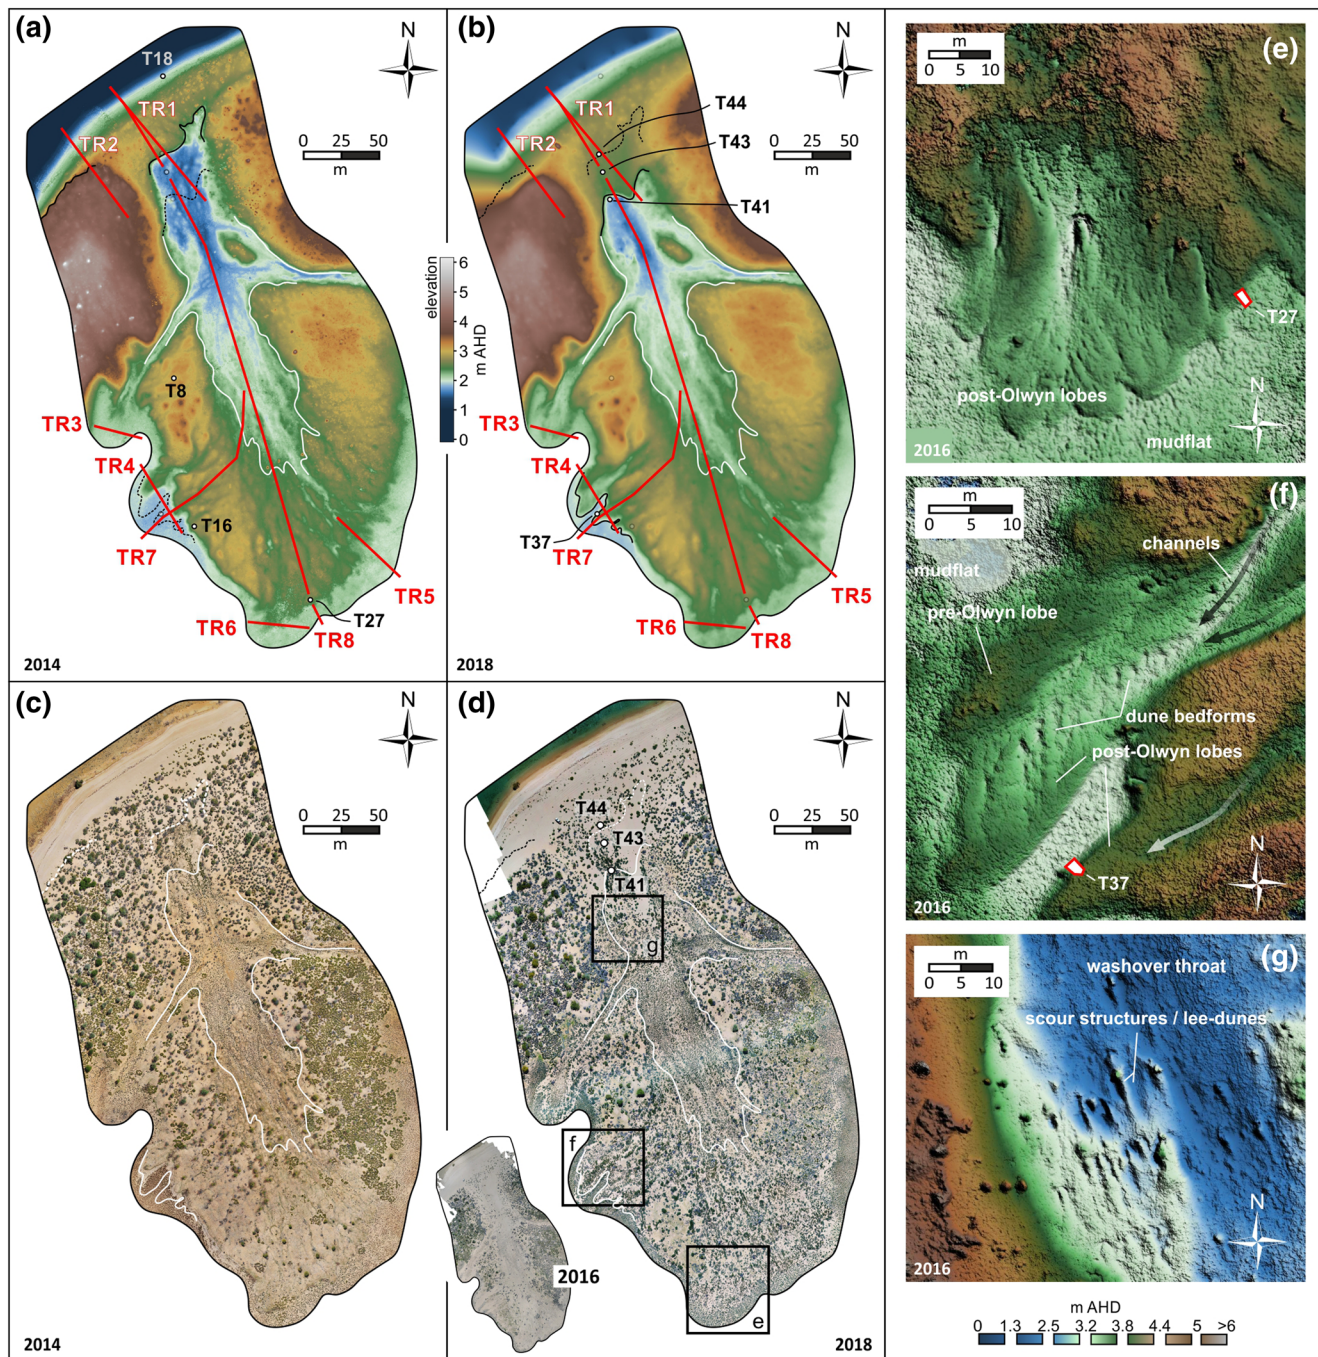 (a)
N
T18
TR1
TR2
0 25 50
m
T8
TR3
TR4
T16
TR7
TR5
T27
TR6
TR8
2014
elevation
m AHD
6
5
4
3
2
1
0
(b)
N
T44
TR1
TR2
T43
0 25 50
m
T41
TR3
TR4
T37
TR7
TR5
TR6
TR8
2018
(c)
N
0 25 50
m
2014
(d)
N
0 25 50
m
T44
T43
T41
g
f
e
2016
2018
(e)
m
0 5 10
T27
post-Olwyn lobes
N
mudflat
2016
(f)
m
0 5 10
channels
mudflat
pre-Olwyn lobe
dune bedforms
post-Olwyn lobes
T37
N
2016
(g)
m
0 5 10
washover throat
scour structures / lee-dunes
N
2016
m AHD
0 1.3 2.5 3.2 3.8 4.4 5 >6